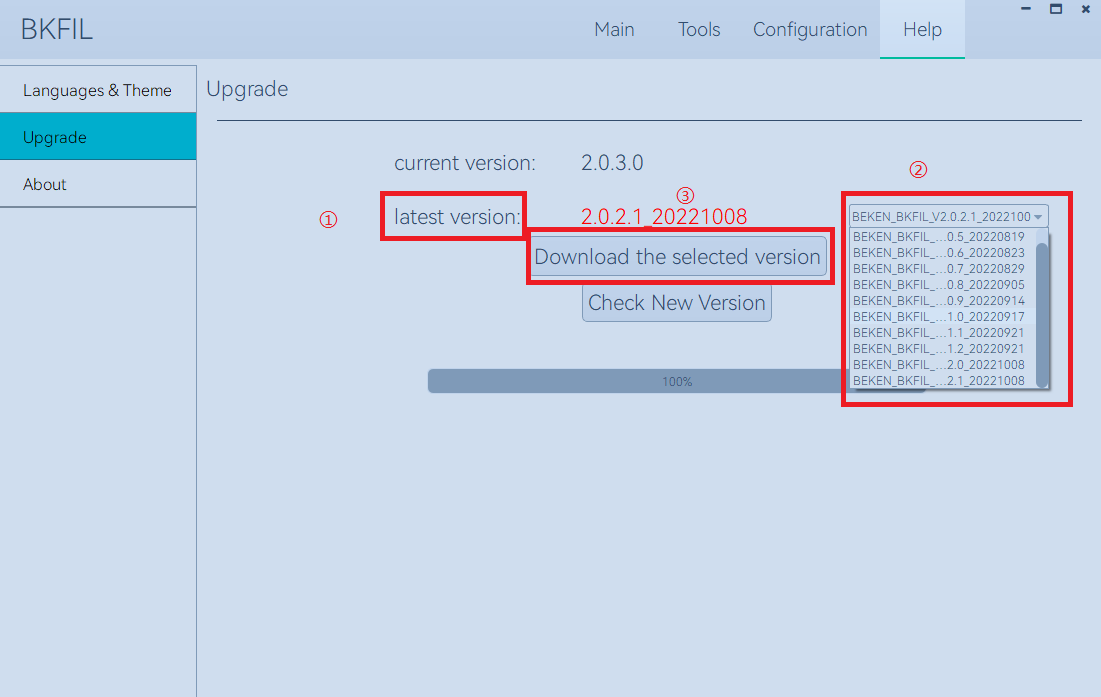 BKFIL
Main Tools Configuration Help
Languages & Theme
Upgrade
About
Upgrade
current version: 2.0.3.0
① latest version: 2.0.2.1_20221008
③
Download the selected version
Check New Version
100%
②
BEKEN_BKFIL_V2.0.2.1_2022100
BEKEN_BKFIL_...0.5_20220819
BEKEN_BKFIL_...0.6_20220823
BEKEN_BKFIL_...0.7_20220829
BEKEN_BKFIL_...0.8_20220905
BEKEN_BKFIL_...0.9_20220914
BEKEN_BKFIL_...1.0_20220917
BEKEN_BKFIL_...1.1_20220921
BEKEN_BKFIL_...1.2_20220921
BEKEN_BKFIL_...2.0_20221008
BEKEN_BKFIL_...2.1_20221008